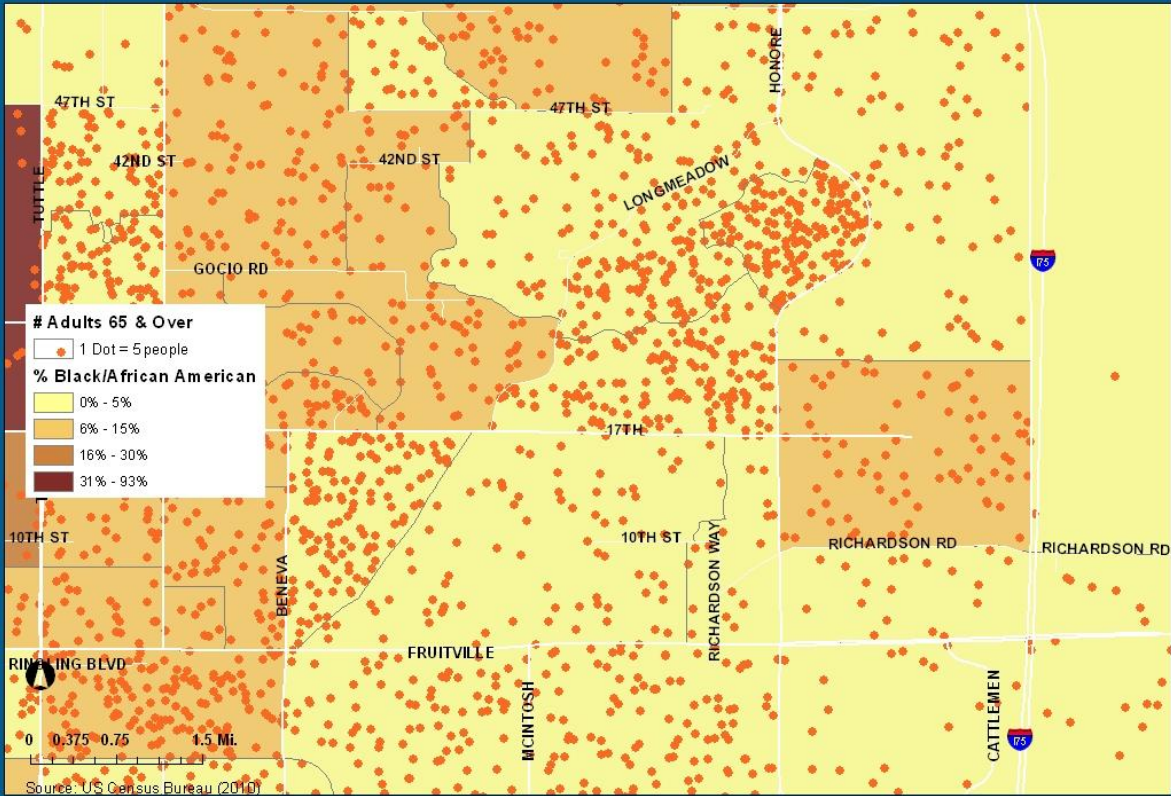 HONORE
47TH ST
47TH ST
42ND ST
42ND ST
TUTTLE
LONGMEADOW
GOCIO RD
I75
# Adults 65 & Over
1 Dot = 5 people
% Black/African American
0% - 5%
6% - 15%
16% - 30%
31% - 93%
17TH
10TH ST
10TH ST
RICHARDSON RD
RICHARDSON RD
BENEVA
RICHARDSON WAY
FRUITVILLE
RINGLING BLVD
MCINTOSH
CATTLEMEN
I75
0 0.375 0.75 1.5 Mi.
Source: US Census Bureau (2010)